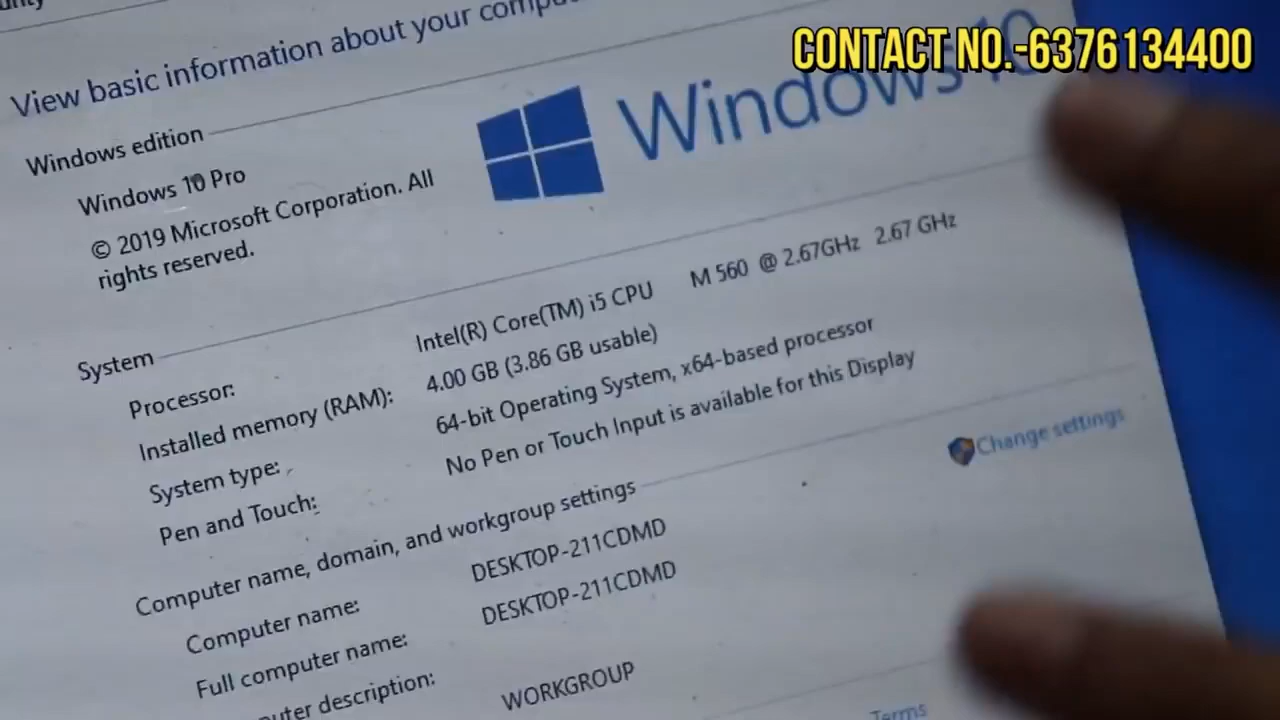 CONTACT NO.-6376134400
View basic information about your
Windows edition
Windows 10 Pro
© 2019 Microsoft Corporation. All
rights reserved.
Windows 10
System
Processor: Intel(R) Core(TM) i5 CPU M 560 @ 2.67GHz 2.67 GHz
Installed memory (RAM): 4.00 GB (3.86 GB usable)
System type: 64-bit Operating System, x64-based processor
Pen and Touch: No Pen or Touch Input is available for this Display
Computer name, domain, and workgroup settings
Change settings
Computer name: DESKTOP-211CDMD
Full computer name: DESKTOP-211CDMD
description:
WORKGROUP
Terms